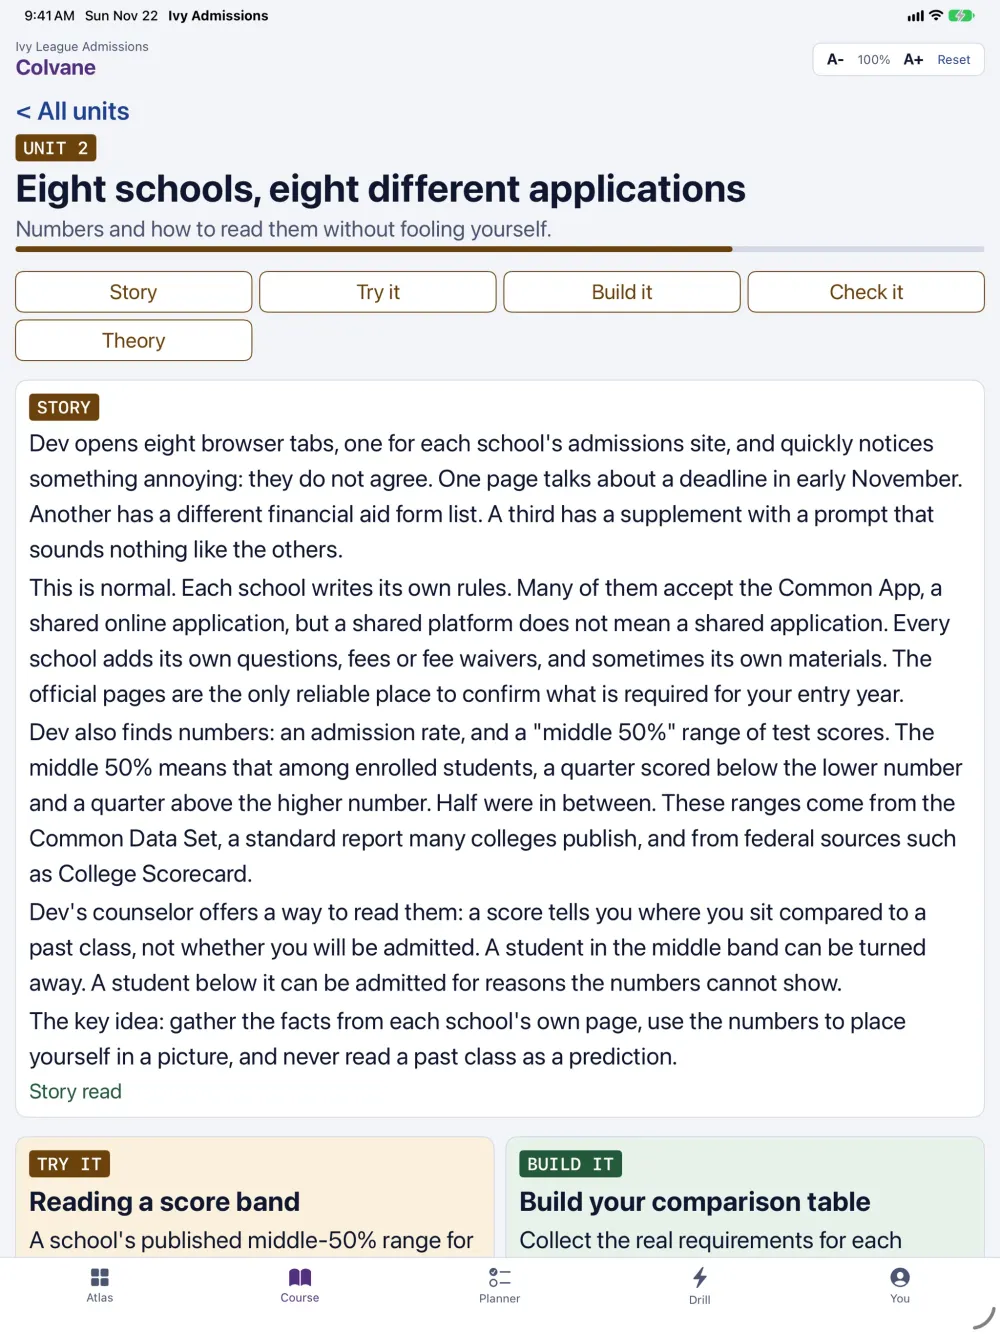 9:41 AM Sun Nov 22 Ivy Admissions
Ivy League Admissions
Colvane
A- 100% A+ Reset
< All units
UNIT 2
Eight schools, eight different applications
Numbers and how to read them without fooling yourself.
Story Try it Build it Check it
Theory
STORY
Dev opens eight browser tabs, one for each school's admissions site, and quickly notices
something annoying: they do not agree. One page talks about a deadline in early November.
Another has a different financial aid form list. A third has a supplement with a prompt that
sounds nothing like the others.
This is normal. Each school writes its own rules. Many of them accept the Common App, a
shared online application, but a shared platform does not mean a shared application. Every
school adds its own questions, fees or fee waivers, and sometimes its own materials. The
official pages are the only reliable place to confirm what is required for your entry year.
Dev also finds numbers: an admission rate, and a "middle 50%" range of test scores. The
middle 50% means that among enrolled students, a quarter scored below the lower number
and a quarter above the higher number. Half were in between. These ranges come from the
Common Data Set, a standard report many colleges publish, and from federal sources such
as College Scorecard.
Dev's counselor offers a way to read them: a score tells you where you sit compared to a
past class, not whether you will be admitted. A student in the middle band can be turned
away. A student below it can be admitted for reasons the numbers cannot show.
The key idea: gather the facts from each school's own page, use the numbers to place
yourself in a picture, and never read a past class as a prediction.
Story read
TRY IT
Reading a score band
A school's published middle-50% range for
BUILD IT
Build your comparison table
Collect the real requirements for each
Atlas Course Planner Drill You